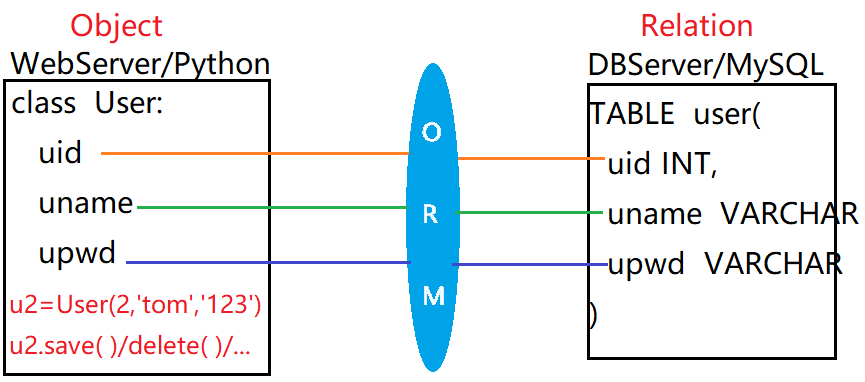 Object
WebServer/Python
class User:
uid
uname
upwd
u2=User(2,'tom','123')
u2.save( )/delete( )/...
O
R
M
Relation
DBServer/MySQL
TABLE user(
uid INT,
uname VARCHAR
upwd VARCHAR
)